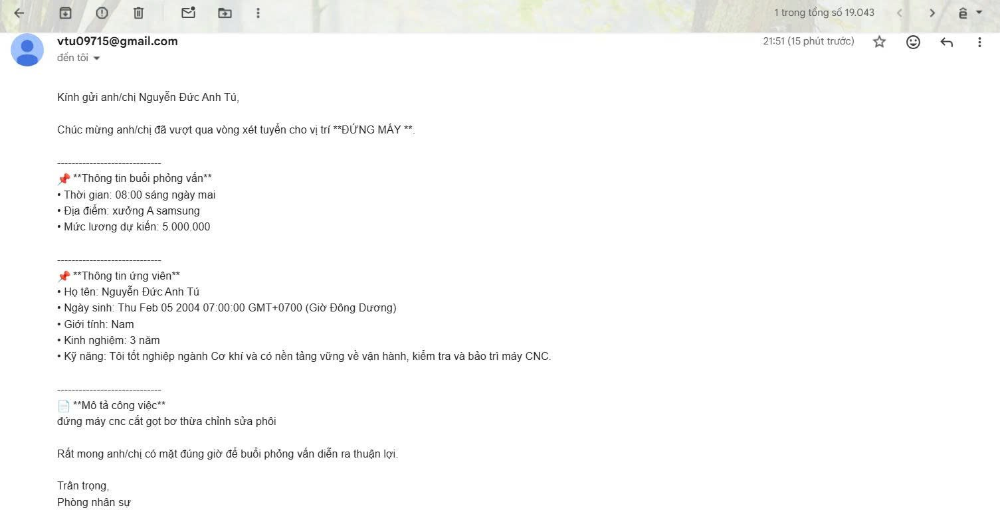 1 trong tổng số 19.043
ê
vtu09715@gmail.com
21:51 (15 phút trước)
đến tôi
Kính gửi anh/chị Nguyễn Đức Anh Tú,
Chúc mừng anh/chị đã vượt qua vòng xét tuyển cho vị trí **ĐỨNG MÁY **.
-----------------------------
📌 **Thông tin buổi phỏng vấn**
• Thời gian: 08:00 sáng ngày mai
• Địa điểm: xưởng A samsung
• Mức lương dự kiến: 5.000.000
-----------------------------
📌 **Thông tin ứng viên**
• Họ tên: Nguyễn Đức Anh Tú
• Ngày sinh: Thu Feb 05 2004 07:00:00 GMT+0700 (Giờ Đông Dương)
• Giới tính: Nam
• Kinh nghiệm: 3 năm
• Kỹ năng: Tôi tốt nghiệp ngành Cơ khí và có nền tảng vững về vận hành, kiểm tra và bảo trì máy CNC.
-----------------------------
📄 **Mô tả công việc**
đứng máy cnc cắt gọt bơ thừa chỉnh sửa phôi
Rất mong anh/chị có mặt đúng giờ để buổi phỏng vấn diễn ra thuận lợi.
Trân trọng,
Phòng nhân sự